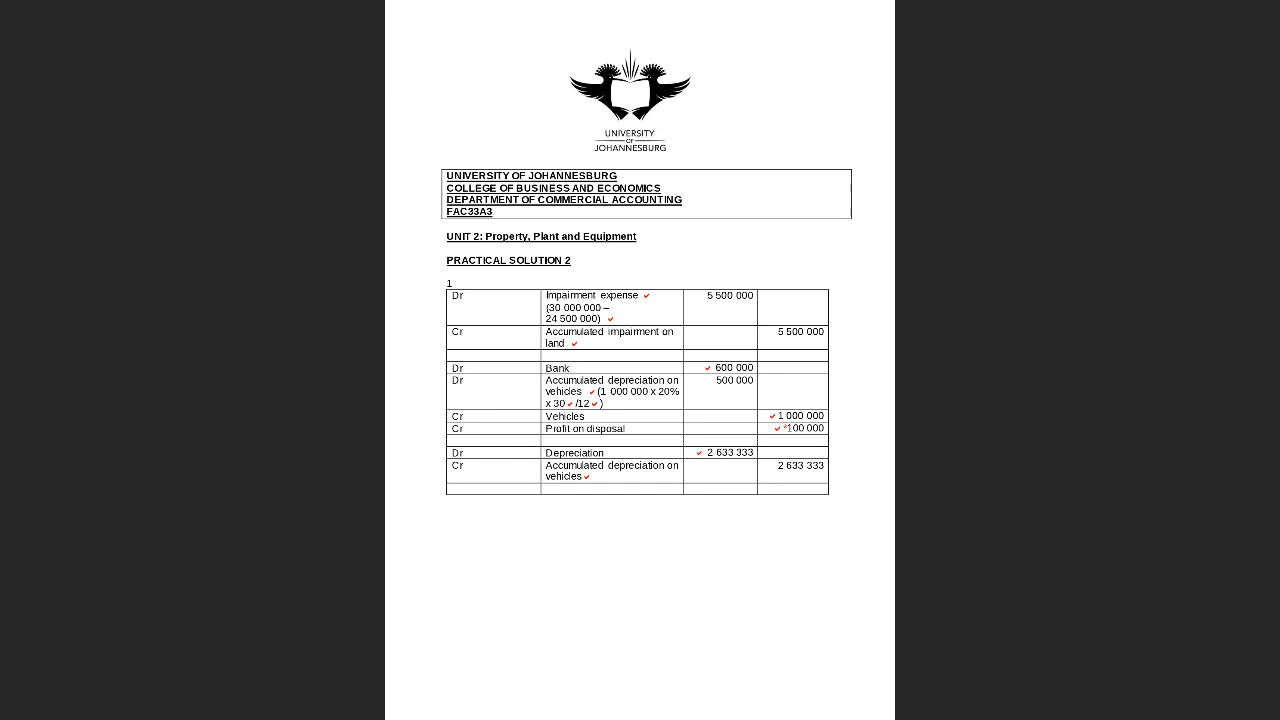 UNIVERSITY
OF
JOHANNESBURG
UNIVERSITY OF JOHANNESBURG
COLLEGE OF BUSINESS AND ECONOMICS
DEPARTMENT OF COMMERCIAL ACCOUNTING
FAC33A3
UNIT 2: Property, Plant and Equipment
PRACTICAL SOLUTION 2
1
Dr Impairment expense ✓ 5 500 000
(30 000 000 –
24 500 000) ✓
Cr Accumulated impairment on 5 500 000
land ✓
Dr Bank ✓ 600 000
Dr Accumulated depreciation on 500 000
vehicles ✓(1 000 000 x 20%
x 30✓/12✓)
Cr Vehicles ✓1 000 000
Cr Profit on disposal ✓*100 000
Dr Depreciation ✓ 2 633 333
Cr Accumulated depreciation on 2 633 333
vehicles✓